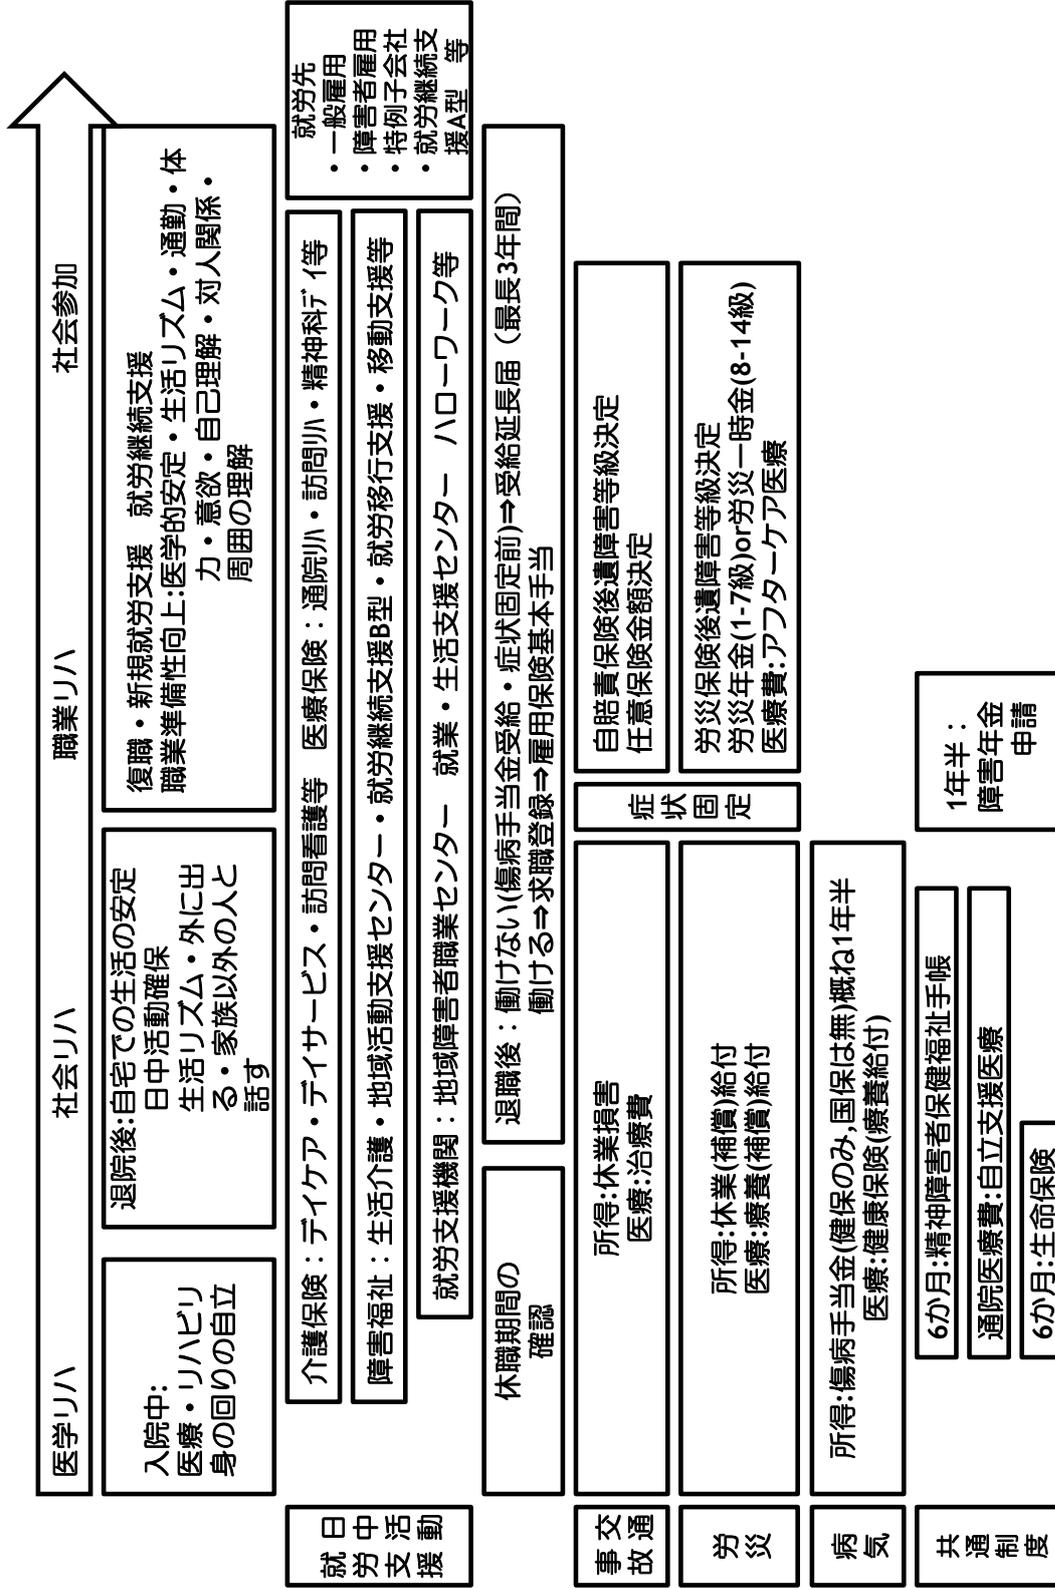 医学リハ　社会リハ　職業リハ　社会参加
入院中:
医療・リハビリ
身の回りの自立
退院後:自宅での生活の安定
日中活動確保
生活リズム・外に出
る・家族以外の人と
話す
復職・新規就労支援　就労継続支援
職業準備性向上:医学的安定・生活リズム・通勤・体
力・意欲・自己理解・対人関係・
周囲の理解
日中活動
就労支援
介護保険：デイケア・デイサービス・訪問看護等　医療保険：通院ﾘﾊ・訪問ﾘﾊ・精神科ﾃﾞｲ等
障害福祉：生活介護・地域活動支援センター・就労継続支援B型・就労移行支援・移動支援等
就労支援機関：地域障害者職業センター　就業・生活支援センター　ハローワーク等
就労先
・一般雇用
・障害者雇用
・特例子会社
・就労継続支
援A型　等
休職期間の
確認
退職後：働けない(傷病手当金受給・症状固定前)⇒受給延長届（最長3年間）
働ける⇒求職登録⇒雇用保険基本手当
交通
事故
所得:休業損害
医療:治療費
症状
固定
自賠責保険後遺障害等級決定
任意保険金額決定
労
災
所得:休業(補償)給付
医療:療養(補償)給付
労災保険後遺障害等級決定
労災年金(1-7級)or労災一時金(8-14級)
医療費:アフターケア医療
病
気
所得:傷病手当金(健保のみ,国保は無)概ね1年半
医療:健康保険(療養給付)
共通
制度
6か月:精神障害者保健福祉手帳
通院医療費:自立支援医療
6か月:生命保険
1年半：
障害年金
申請